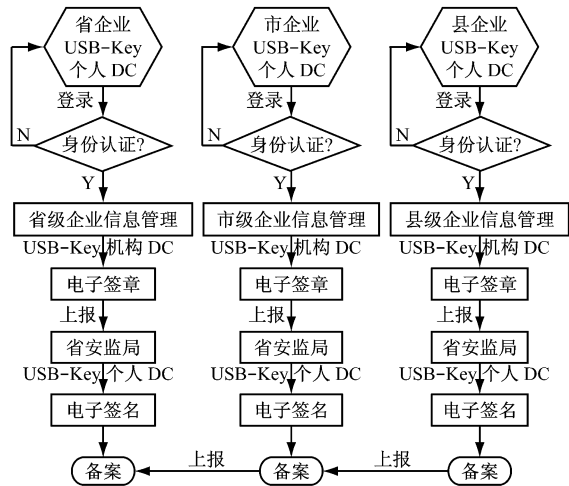 省企业
USB-Key
个人 DC
登录
N
身份认证?
Y
省级企业信息管理
USB-Key 机构 DC
电子签章
上报
省安监局
USB-Key 个人 DC
电子签名
备案
市企业
USB-Key
个人 DC
登录
N
身份认证?
Y
市级企业信息管理
USB-Key 机构 DC
电子签章
上报
省安监局
USB-Key 个人 DC
电子签名
上报
备案
县企业
USB-Key
个人 DC
登录
N
身份认证?
Y
县级企业信息管理
USB-Key 机构 DC
电子签章
上报
省安监局
USB-Key 个人 DC
电子签名
上报
备案